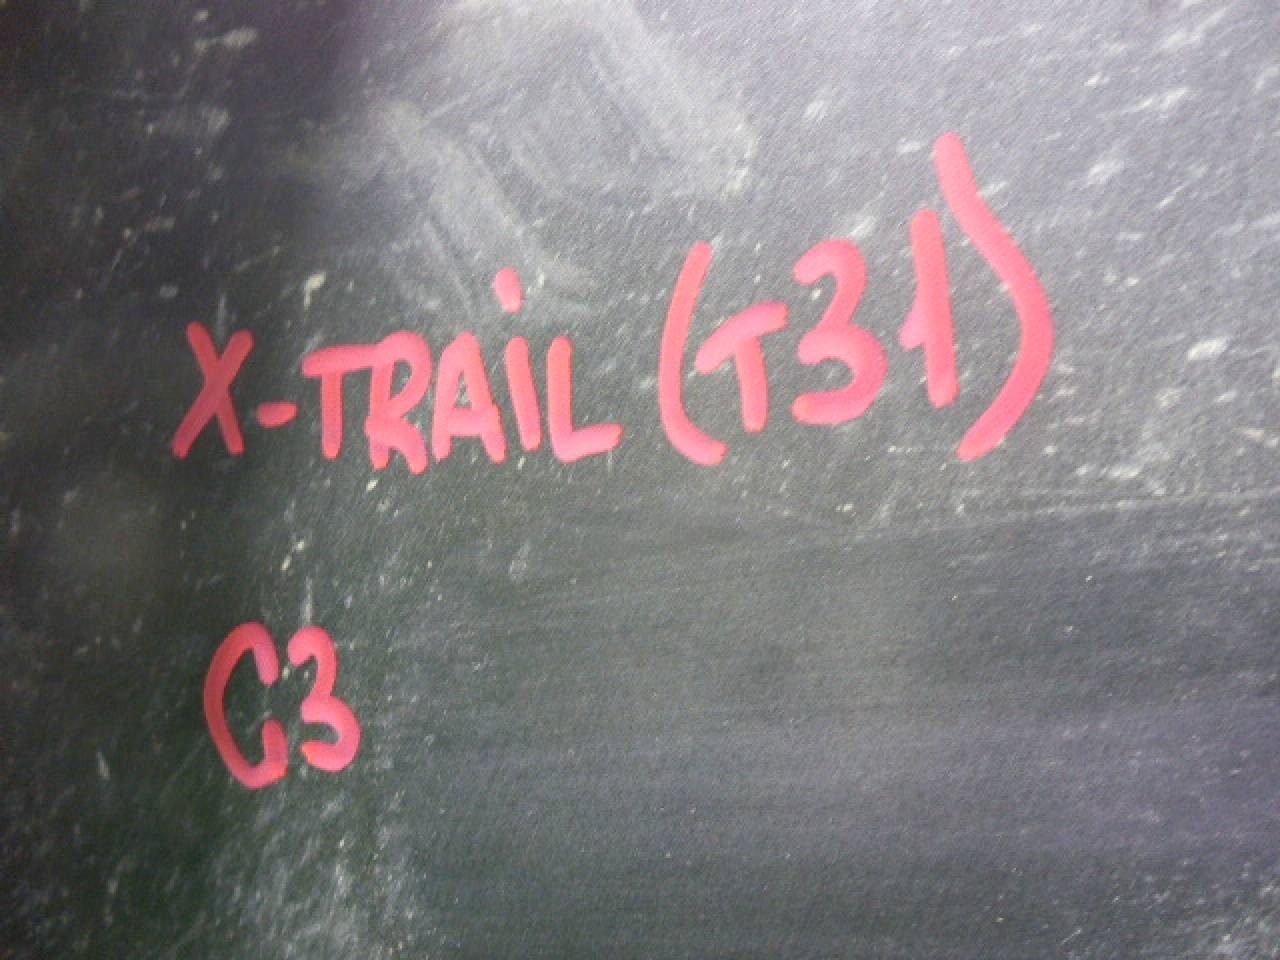 X-TRAiL (T31)
C3